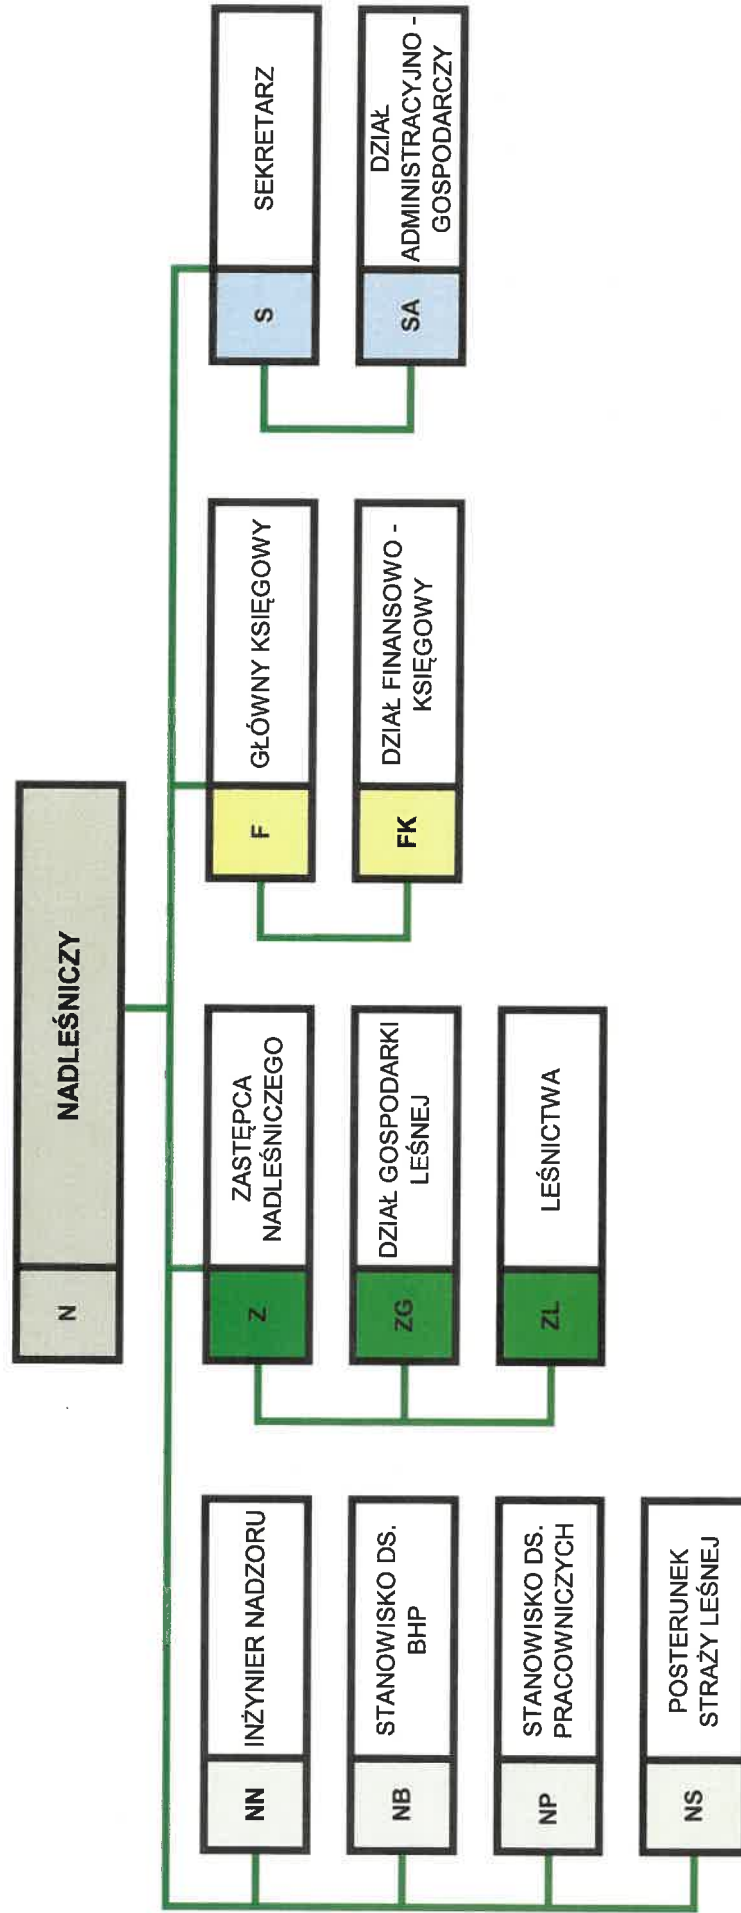 N
NADLEŚNICZY
NN
INŻYNIER NADZORU
NB
STANOWISKO DS.
BHP
NP
STANOWISKO DS.
PRACOWNICZYCH
NS
POSTERUNEK
STRAŻY LEŚNEJ
Z
ZASTĘPCA
NADLEŚNICZEGO
ZG
DZIAŁ GOSPODARKI
LEŚNEJ
ZL
LEŚNICTWA
F
GŁÓWNY KSIĘGOWY
FK
DZIAŁ FINANSOWO -
KSIĘGOWY
S
SEKRETARZ
SA
DZIAŁ
ADMINISTRACYJNO -
GOSPODARCZY